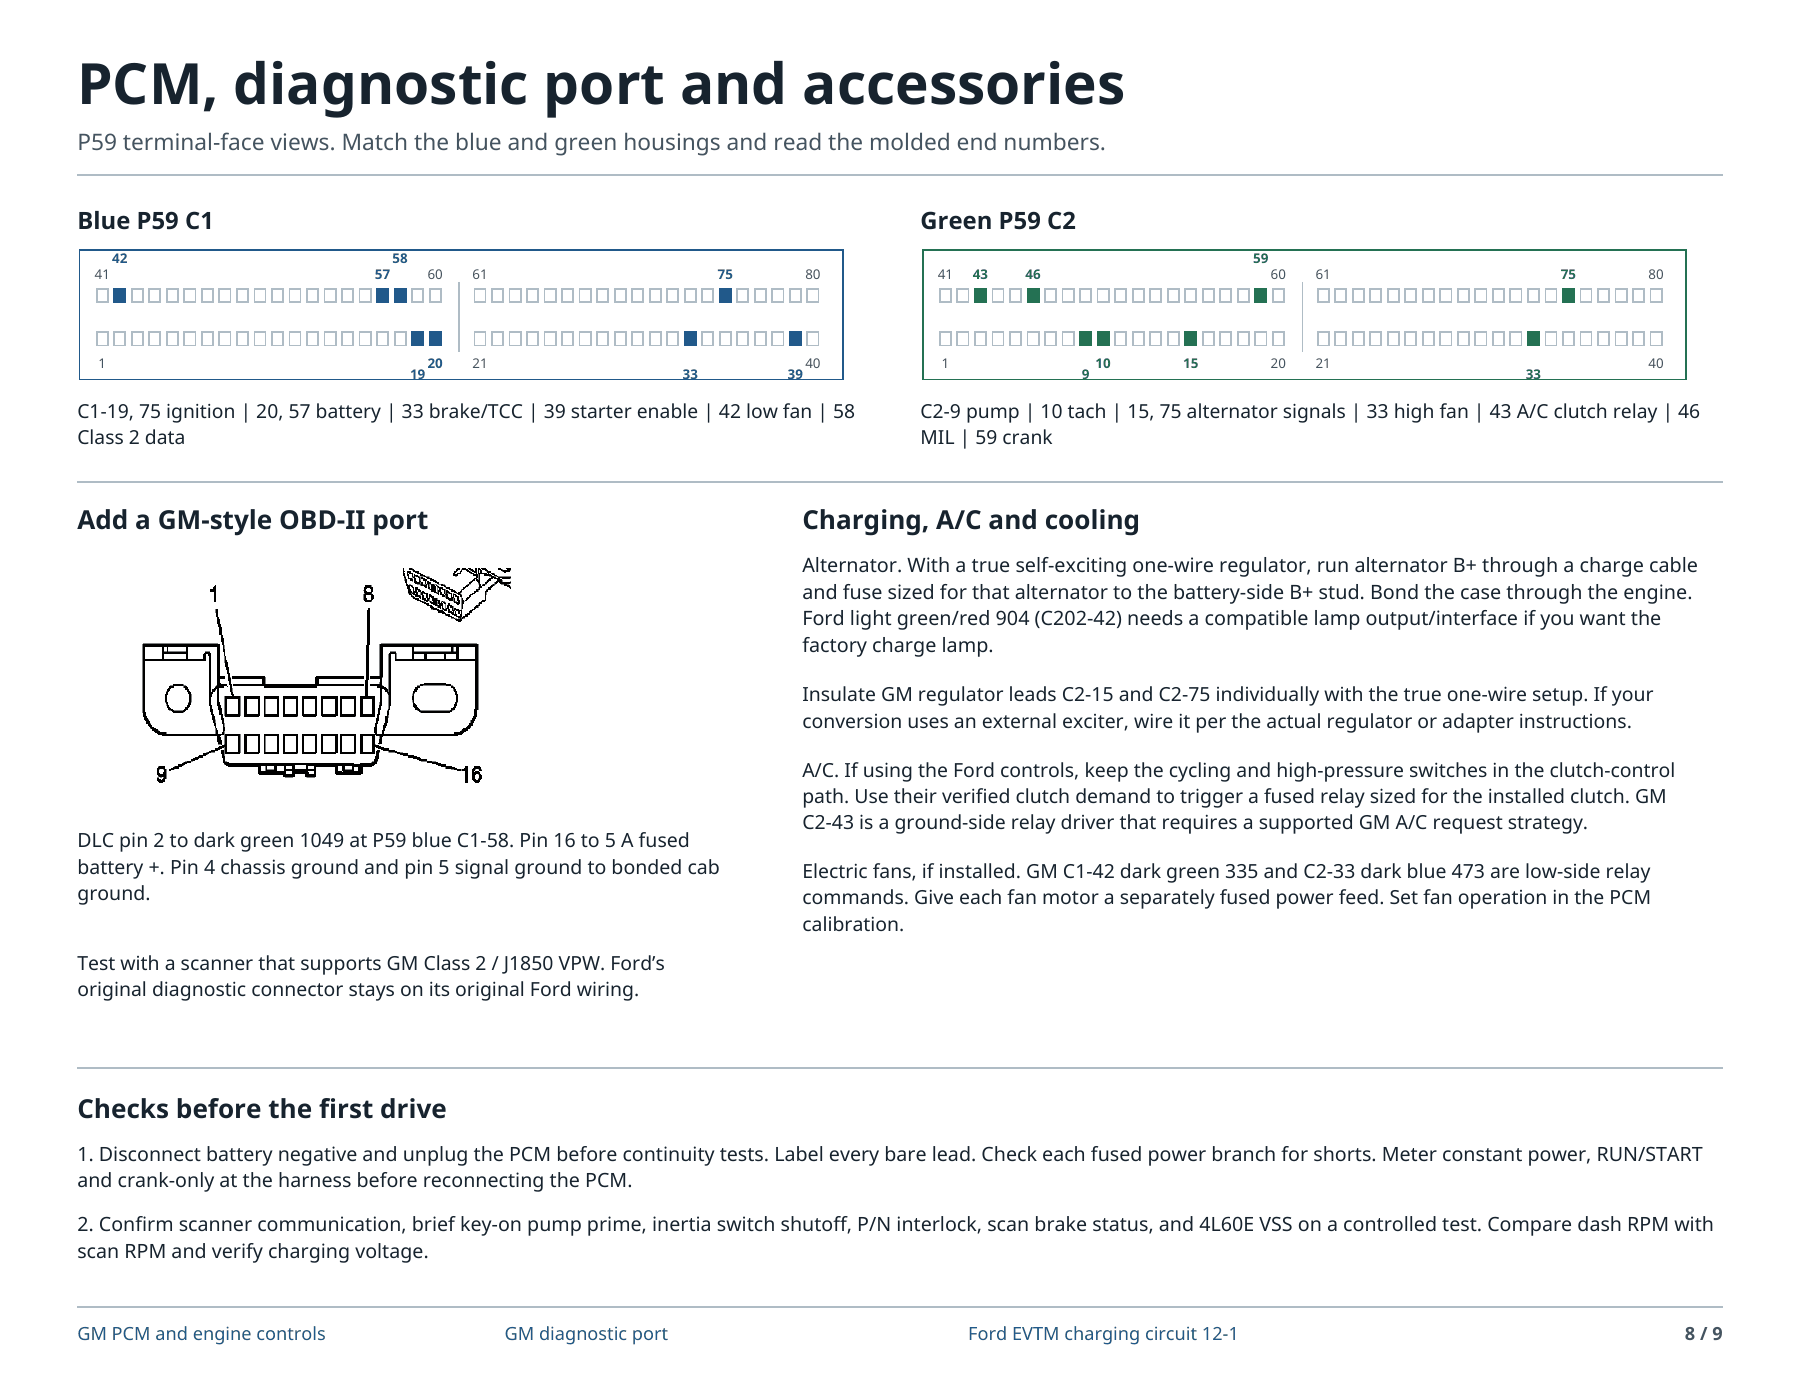 PCM, diagnostic port and accessories
P59 terminal-face views. Match the blue and green housings and read the molded end numbers.
Blue P59 C1
42 58
41 57 60 61 75 80
1 20 21 40
19 33 39
C1-19, 75 ignition | 20, 57 battery | 33 brake/TCC | 39 starter enable | 42 low fan | 58
Class 2 data
Green P59 C2
59
41 43 46 60 61 75 80
1 10 15 20 21 40
9 33
C2-9 pump | 10 tach | 15, 75 alternator signals | 33 high fan | 43 A/C clutch relay | 46
MIL | 59 crank
Add a GM-style OBD-II port
1 8
9 16
DLC pin 2 to dark green 1049 at P59 blue C1-58. Pin 16 to 5 A fused
battery +. Pin 4 chassis ground and pin 5 signal ground to bonded cab
ground.
Test with a scanner that supports GM Class 2 / J1850 VPW. Ford’s
original diagnostic connector stays on its original Ford wiring.
Charging, A/C and cooling
Alternator. With a true self-exciting one-wire regulator, run alternator B+ through a charge cable
and fuse sized for that alternator to the battery-side B+ stud. Bond the case through the engine.
Ford light green/red 904 (C202-42) needs a compatible lamp output/interface if you want the
factory charge lamp.
Insulate GM regulator leads C2-15 and C2-75 individually with the true one-wire setup. If your
conversion uses an external exciter, wire it per the actual regulator or adapter instructions.
A/C. If using the Ford controls, keep the cycling and high-pressure switches in the clutch-control
path. Use their verified clutch demand to trigger a fused relay sized for the installed clutch. GM
C2-43 is a ground-side relay driver that requires a supported GM A/C request strategy.
Electric fans, if installed. GM C1-42 dark green 335 and C2-33 dark blue 473 are low-side relay
commands. Give each fan motor a separately fused power feed. Set fan operation in the PCM
calibration.
Checks before the first drive
1. Disconnect battery negative and unplug the PCM before continuity tests. Label every bare lead. Check each fused power branch for shorts. Meter constant power, RUN/START
and crank-only at the harness before reconnecting the PCM.
2. Confirm scanner communication, brief key-on pump prime, inertia switch shutoff, P/N interlock, scan brake status, and 4L60E VSS on a controlled test. Compare dash RPM with
scan RPM and verify charging voltage.
GM PCM and engine controls GM diagnostic port Ford EVTM charging circuit 12-1 8 / 9